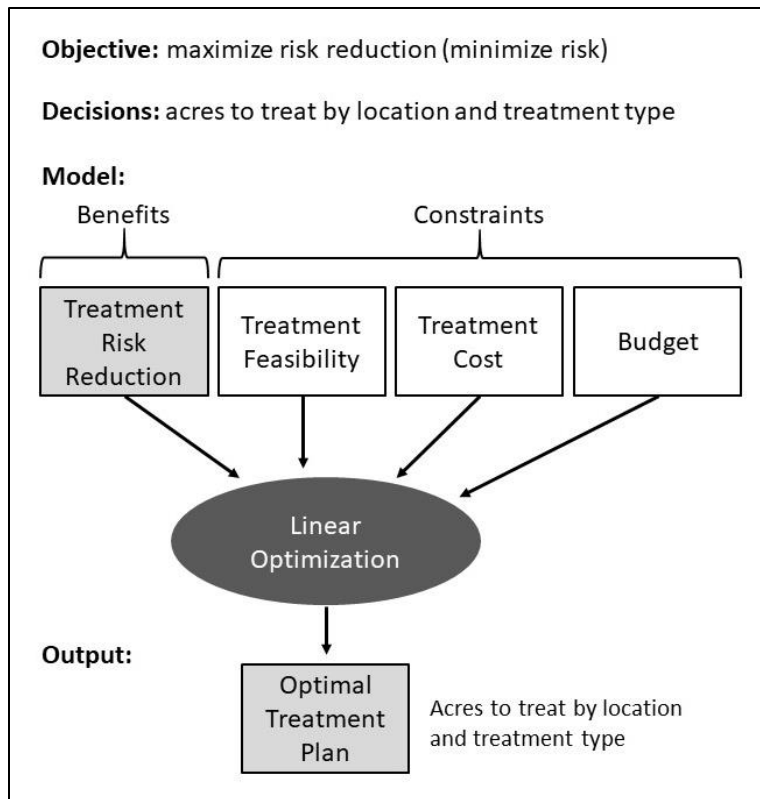 Objective: maximize risk reduction (minimize risk)
Decisions: acres to treat by location and treatment type
Model:
Benefits
Constraints
Treatment
Risk
Reduction
Treatment
Feasibility
Treatment
Cost
Budget
Linear
Optimization
Output:
Optimal
Treatment
Plan
Acres to treat by location
and treatment type